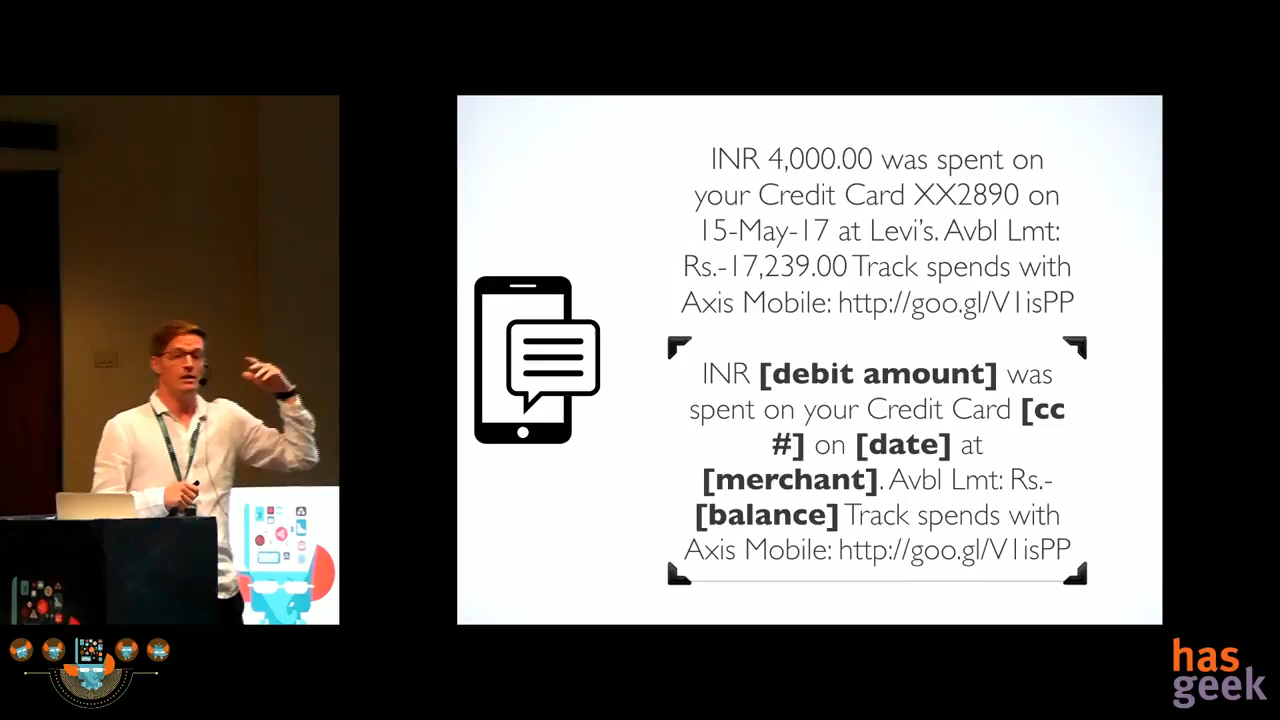 INR 4,000.00 was spent on
your Credit Card XX2890 on
15-May-17 at Levi's. Avbl Lmt:
Rs.-17,239.00 Track spends with
Axis Mobile: http://goo.gl/V1isPP
INR [debit amount] was
spent on your Credit Card [cc
#] on [date] at
[merchant]. Avbl Lmt: Rs.-
[balance] Track spends with
Axis Mobile: http://goo.gl/V1isPP
has
geek